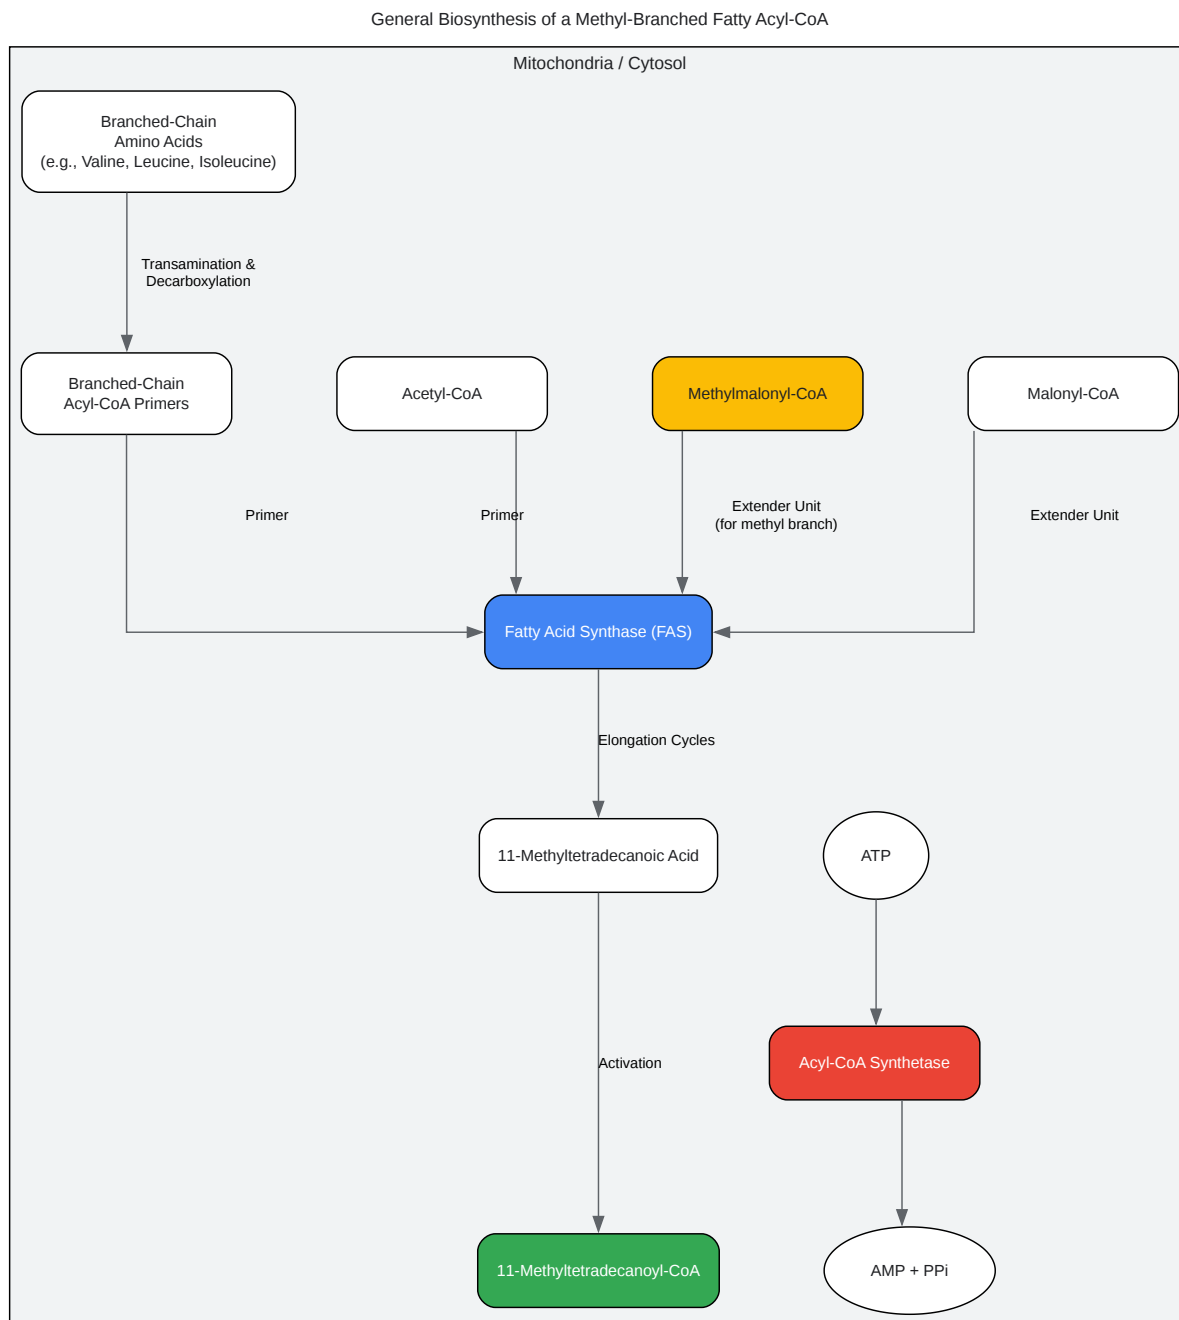 General Biosynthesis of a Methyl-Branched Fatty Acyl-CoA
Mitochondria / Cytosol
Branched-Chain
Amino Acids
(e.g., Valine, Leucine, Isoleucine)
Transamination &
Decarboxylation
Branched-Chain
Acyl-CoA Primers
Acetyl-CoA
Methylmalonyl-CoA
Malonyl-CoA
Primer
Primer
Extender Unit
(for methyl branch)
Extender Unit
Fatty Acid Synthase (FAS)
Elongation Cycles
11-Methyltetradecanoic Acid
ATP
Activation
Acyl-CoA Synthetase
11-Methyltetradecanoyl-CoA
AMP + PPi